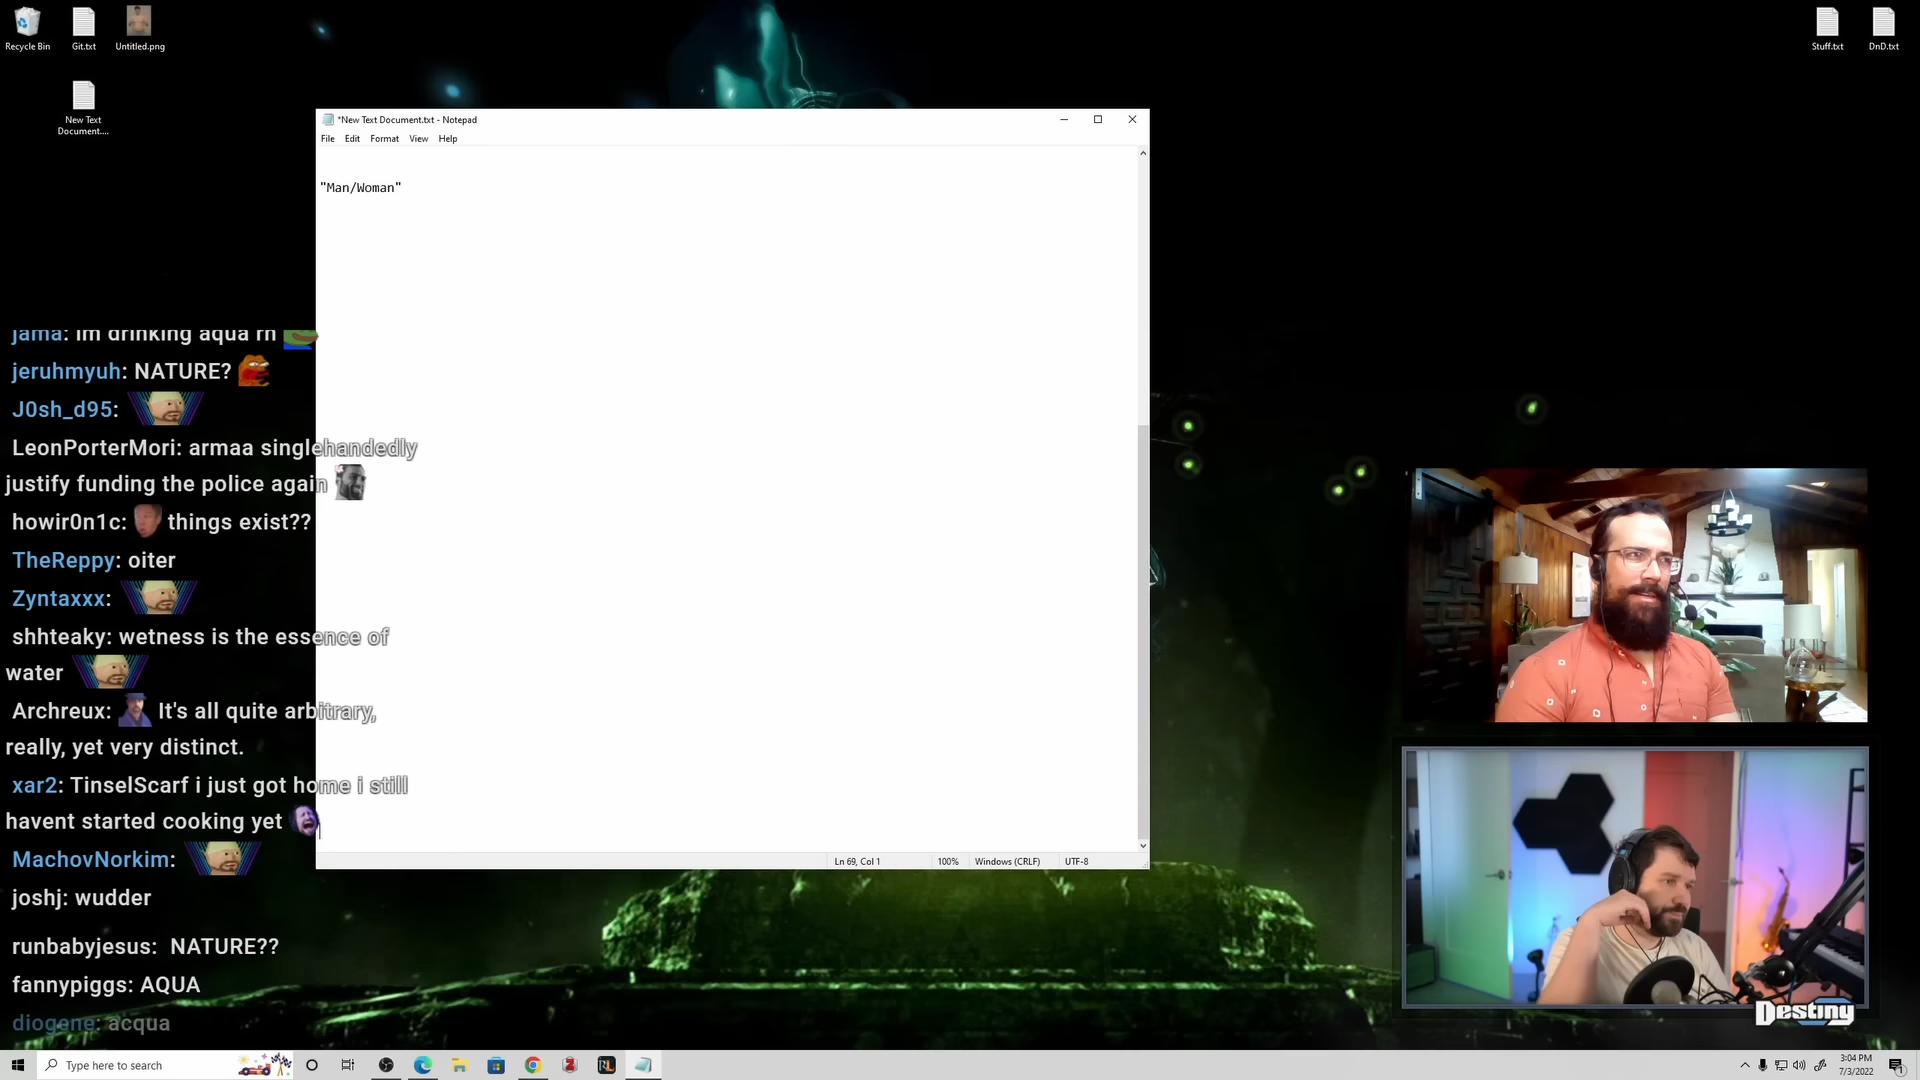 Recycle Bin
Git.txt
Untitled.png
New Text
Document....
Stuff.txt
DnD.txt
*New Text Document.txt - Notepad
File Edit Format View Help
"Man/Woman"
jama: im drinking aqua rn
jeruhmyuh: NATURE?
J0sh_d95:
LeonPorterMori: armaa singlehandedly
justify funding the police again
howir0n1c: things exist??
TheReppy: oiter
Zyntaxxx:
shhteaky: wetness is the essence of
water
Archreux: It's all quite arbitrary,
really, yet very distinct.
xar2: TinselScarf i just got home i still
havent started cooking yet
MachovNorkim:
joshj: wudder
runbabyjesus: NATURE??
fannypiggs: AQUA
diogene: acqua
Ln 69, Col 1
100%
Windows (CRLF)
UTF-8
Destiny
Type here to search
3:04 PM
7/3/2022